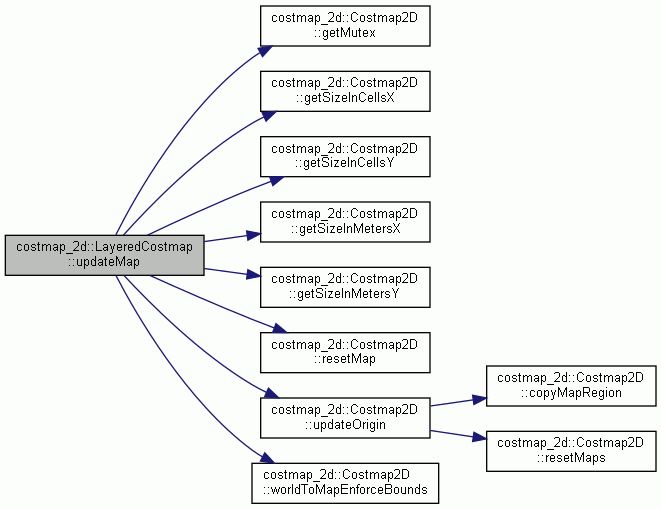 costmap_2d::Costmap2D
::getMutex
costmap_2d::Costmap2D
::getSizeInCellsX
costmap_2d::Costmap2D
::getSizeInCellsY
costmap_2d::Costmap2D
::getSizeInMetersX
costmap_2d::LayeredCostmap
::updateMap
costmap_2d::Costmap2D
::getSizeInMetersY
costmap_2d::Costmap2D
::resetMap
costmap_2d::Costmap2D
::updateOrigin
costmap_2d::Costmap2D
::copyMapRegion
costmap_2d::Costmap2D
::resetMaps
costmap_2d::Costmap2D
::worldToMapEnforceBounds